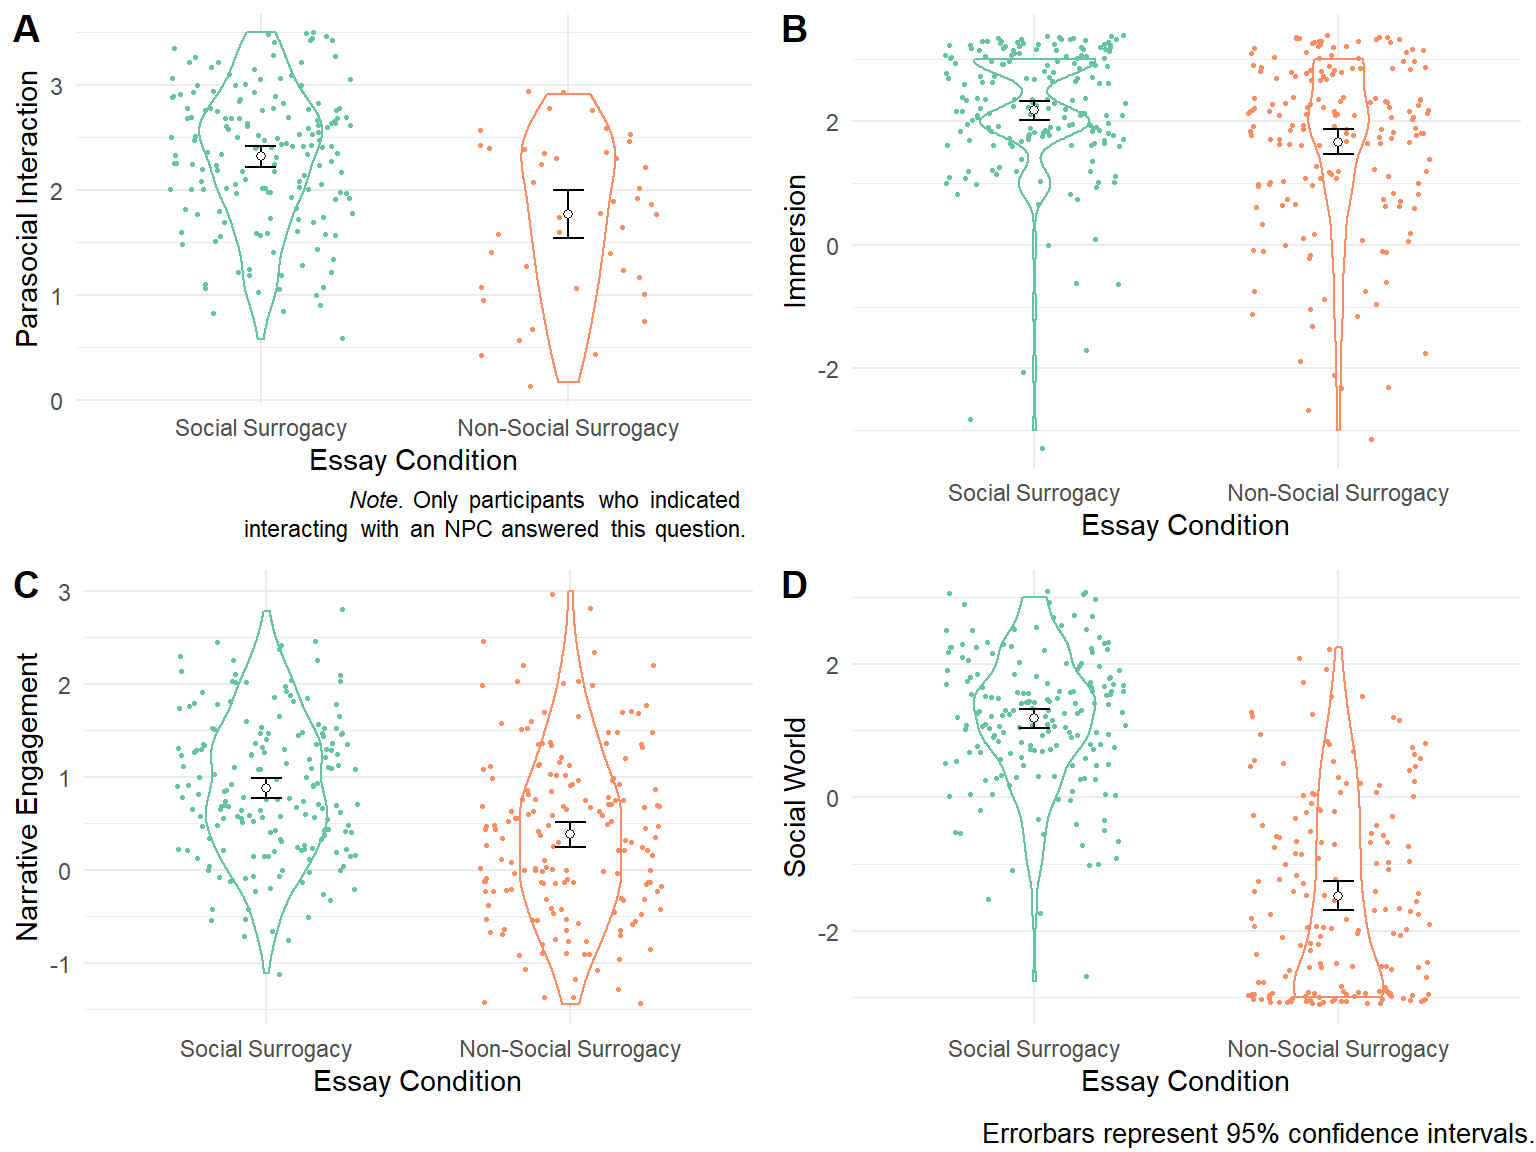 A
Parasocial Interaction
3
2
1
0
Social Surrogacy
Non-Social Surrogacy
Essay Condition
Note. Only participants who indicated
interacting with an NPC answered this question.
B
Immersion
2
0
-2
Social Surrogacy
Non-Social Surrogacy
Essay Condition
C
Narrative Engagement
3
2
1
0
-1
Social Surrogacy
Non-Social Surrogacy
Essay Condition
D
Social World
2
0
-2
Social Surrogacy
Non-Social Surrogacy
Essay Condition
Errorbars represent 95% confidence intervals.